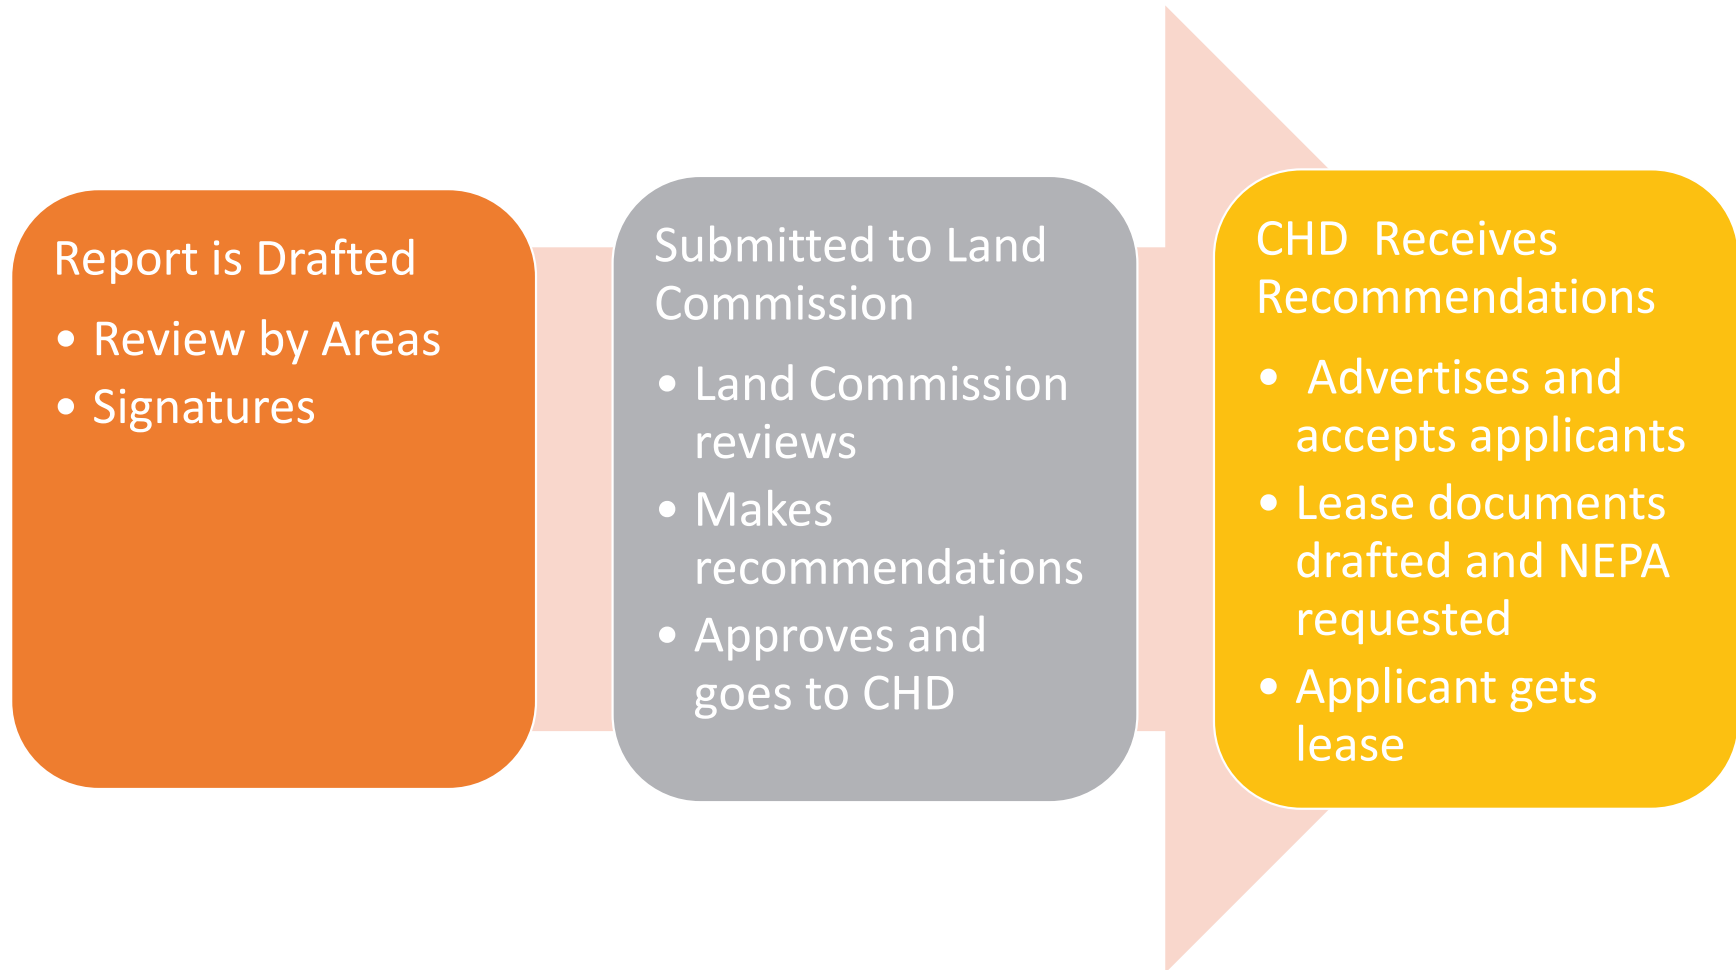 Report is Drafted
• Review by Areas
• Signatures
Submitted to Land
Commission
• Land Commission
reviews
• Makes
recommendations
• Approves and
goes to CHD
CHD  Receives
Recommendations
•  Advertises and
accepts applicants
• Lease documents
drafted and NEPA
requested
• Applicant gets
lease